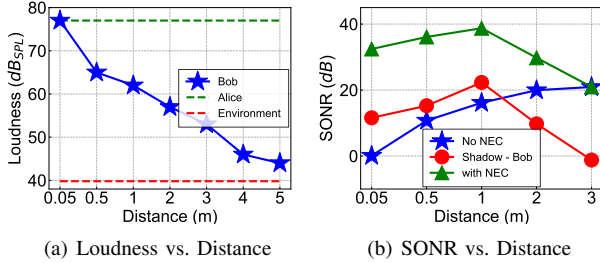 80
70
60
50
40
Loudness (dB_SPL)
Bob
Alice
Environment
0.05 0.5 1 2 3 4 5
Distance (m)
(a) Loudness vs. Distance
40
20
0
SONR (dB)
No NEC
Shadow - Bob
with NEC
0.05 0.5 1 2 3
Distance (m)
(b) SONR vs. Distance